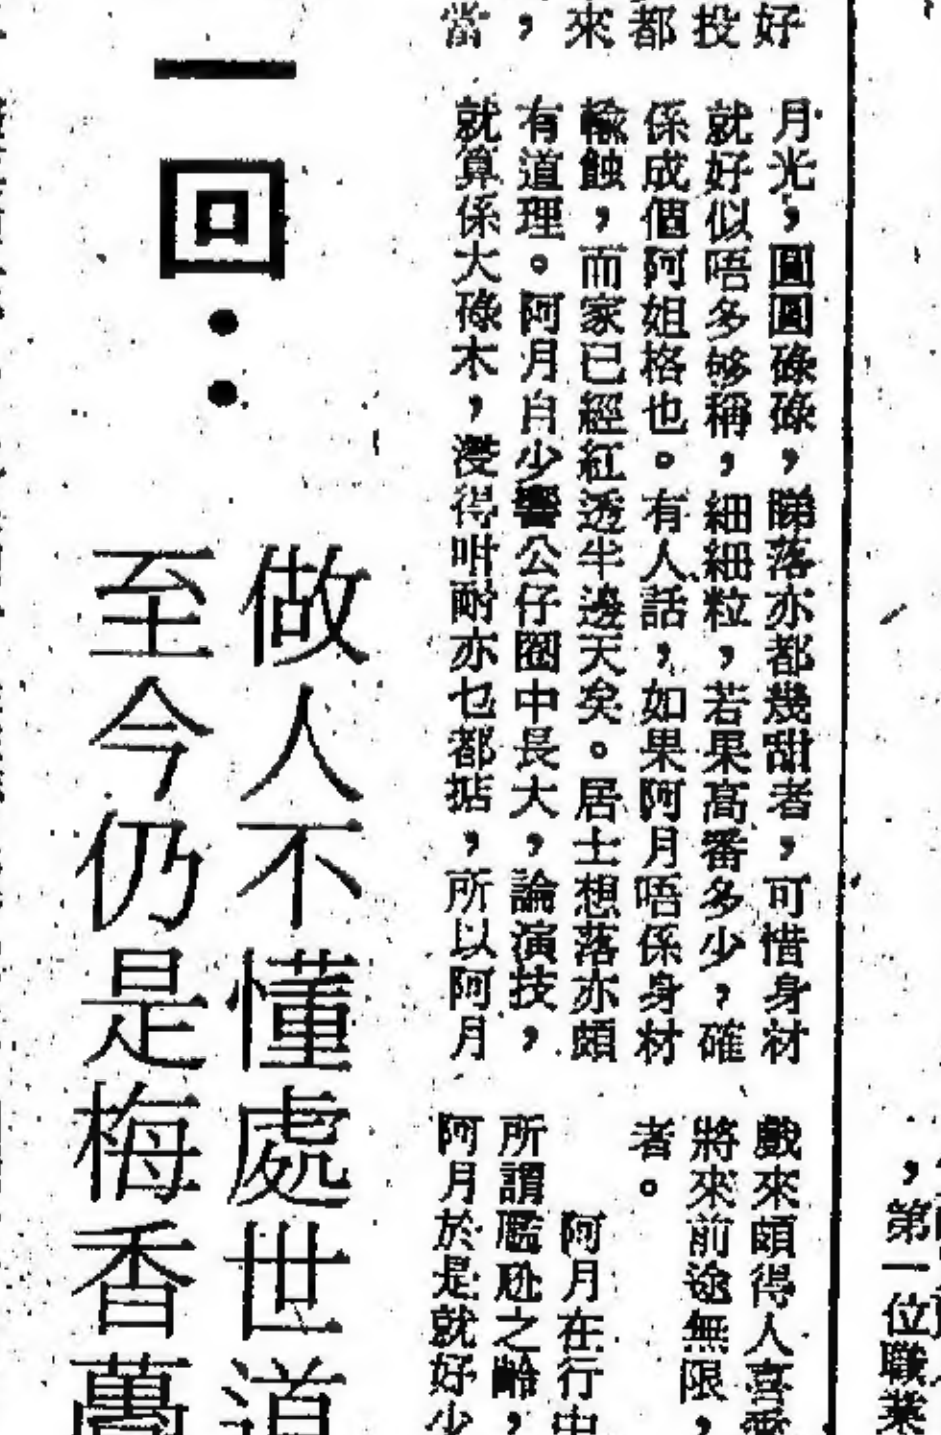 好
投
都
來
，
當
月光，圓圓碌碌，睇落亦都幾甜者，可惜身材
就好似唔多够稱，細細粒，若果高番多少，確
係成個阿姐格也。有人話，如果阿月唔係身材
輸蝕，而家已經紅透半邊天矣。居士想落亦頗
有道理。阿月自少響公仔圈中長大，論演技，
就算係大碌木，浸得咁耐亦乜都掂，所以阿月
戲來頗得人喜愛
將來前途無限，
者。
阿月在行中
所謂尷尬之齡，
阿月於是就好少
一回：
做人不懂處世道
至今仍是梅香萬
，第一位職業